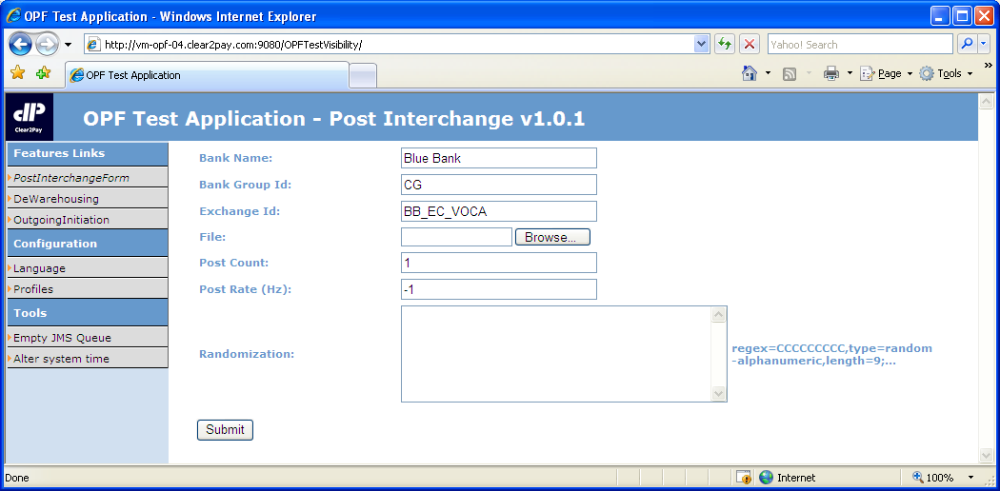 OPF Test Application - Windows Internet Explorer
http://vm-opf-04.clear2pay.com:9080/OPFTestVisibility/
Yahoo! Search
OPF Test Application
Page
Tools
Clear2Pay
OPF Test Application - Post Interchange v1.0.1
Features Links
PostInterchangeForm
DeWarehousing
OutgoingInitiation
Configuration
Language
Profiles
Tools
Empty JMS Queue
Alter system time
Bank Name: Blue Bank
Bank Group Id: CG
Exchange Id: BB_EC_VOCA
File: Browse...
Post Count: 1
Post Rate (Hz): -1
Randomization:
regex=CCCCCCCCC,type=random
-alphanumeric,length=9;...
Submit
Done
Internet
100%